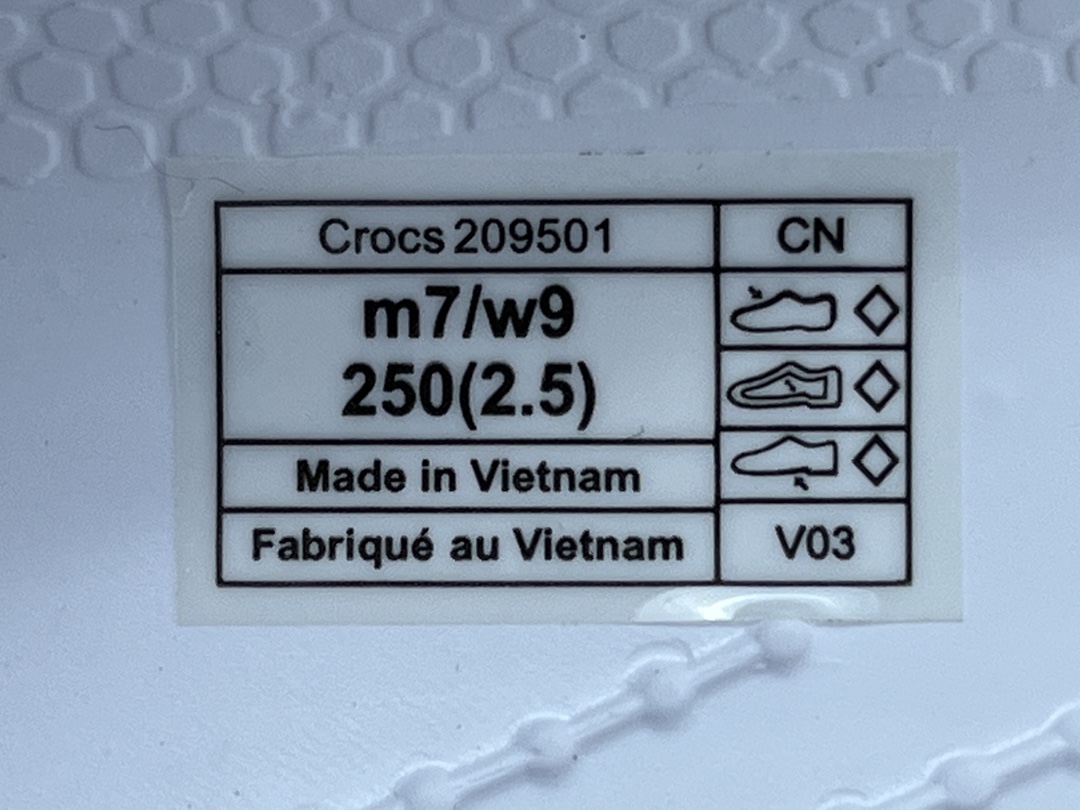 Crocs 209501
CN
m7/w9
250(2.5)
Made in Vietnam
Fabriqué au Vietnam
V03